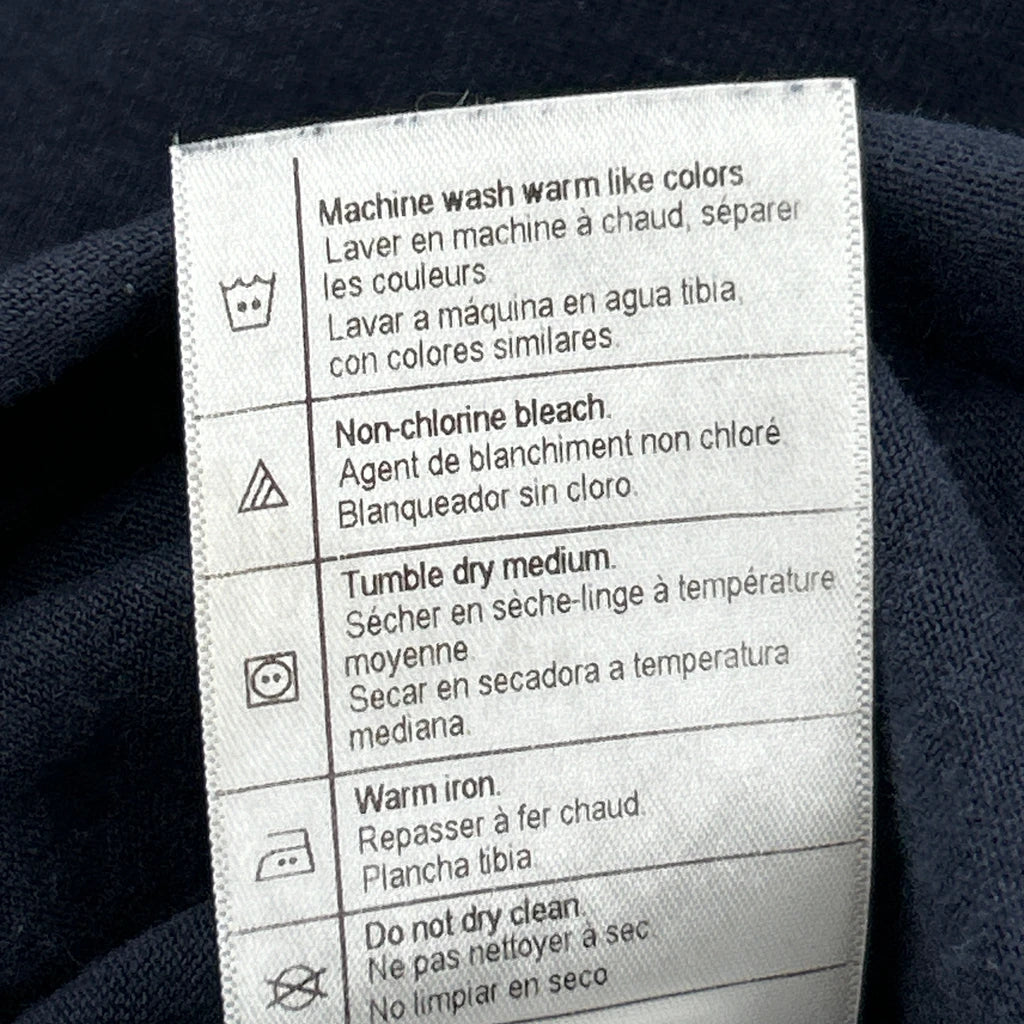 Machine wash warm like colors.
Laver en machine à chaud, séparer
les couleurs.
Lavar a máquina en agua tibia,
con colores similares.
Non-chlorine bleach.
Agent de blanchiment non chloré.
Blanqueador sin cloro.
Tumble dry medium.
Sécher en sèche-linge à température
moyenne.
Secar en secadora a temperatura
mediana.
Warm iron.
Repasser à fer chaud.
Plancha tibia.
Do not dry clean.
Ne pas nettoyer à sec.
No limpiar en seco